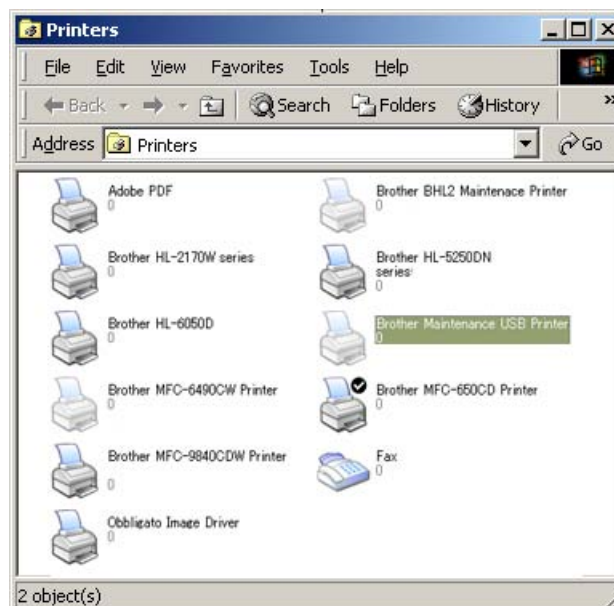 Printers
File Edit View Favorites Tools Help
Back Search Folders History »
Address Printers Go
Adobe PDF
0
Brother BHL2 Maintenace Printer
0
Brother HL-2170W series
0
Brother HL-5250DN
series
0
Brother HL-6050D
0
Brother Maintenance USB Printer
0
Brother MFC-6490CW Printer
0
Brother MFC-650CD Printer
0
Brother MFC-9840CDW Printer
0
Fax
0
Obbligato Image Driver
0
2 object(s)